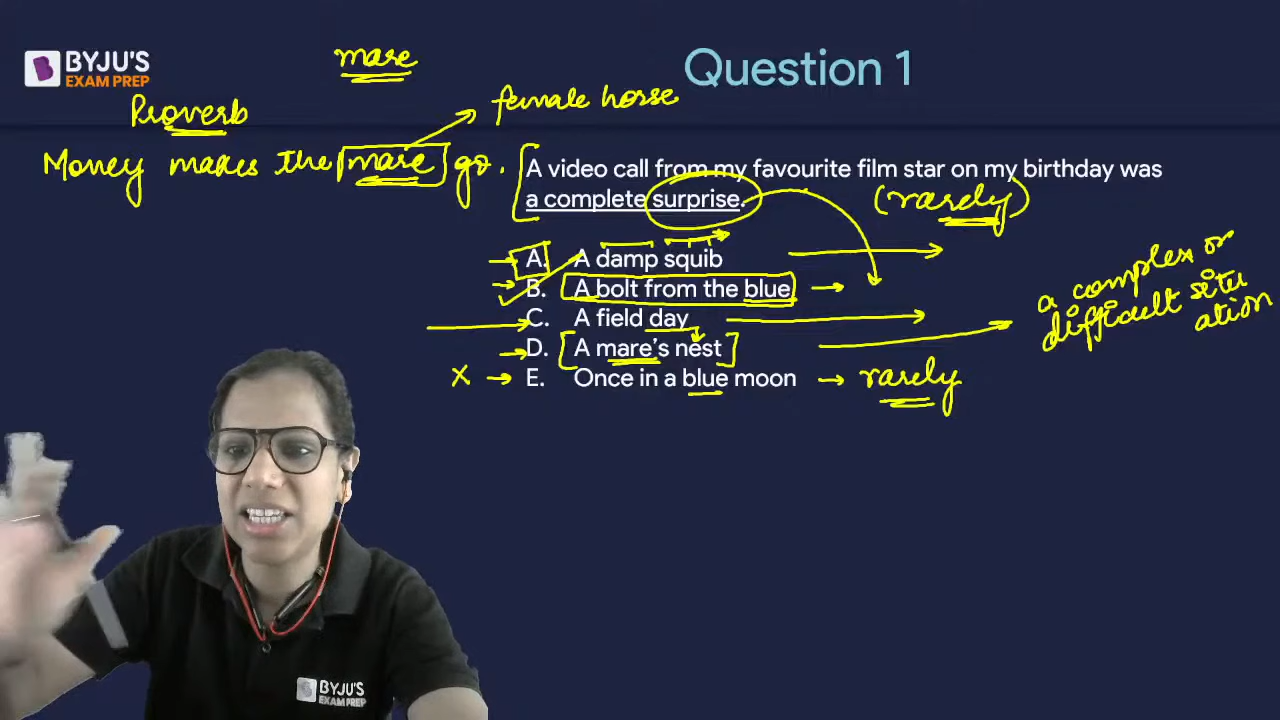 BYJU'S
EXAM PREP
mare
Question 1
Proverb
female horse
Money makes the mare go.
A video call from my favourite film star on my birthday was
a complete surprise.
(rarely)
A. A damp squib
B. A bolt from the blue
C. A field day
D. A mare's nest
E. Once in a blue moon
a complex or
difficult situ
ation
X
rarely
BYJU'S
EXAM PREP